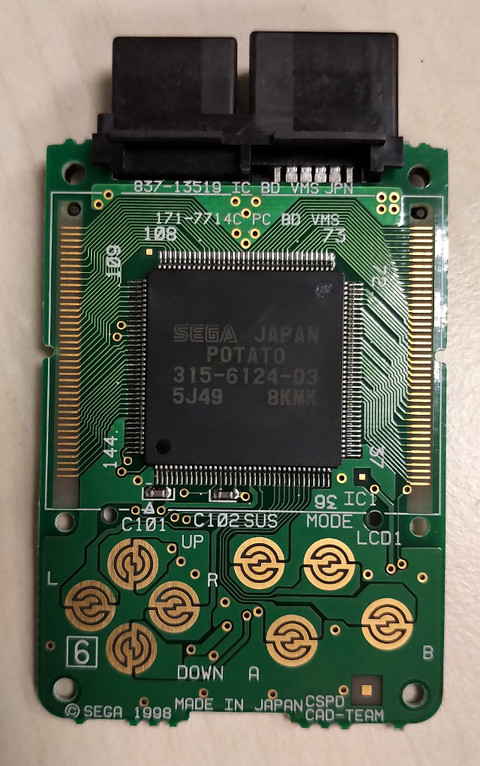 837-13519 IC BD VMS JPN
171-7714C PC BD VMS
108 73
109 72
SEGA JAPAN
POTATO
315-6124-03
5J49 8KMK
144 37
36 IC1
C101 C102 SUS MODE LCD1
UP
L R
6
DOWN A B
© SEGA 1998 MADE IN JAPAN CSPD
CAD-TEAM